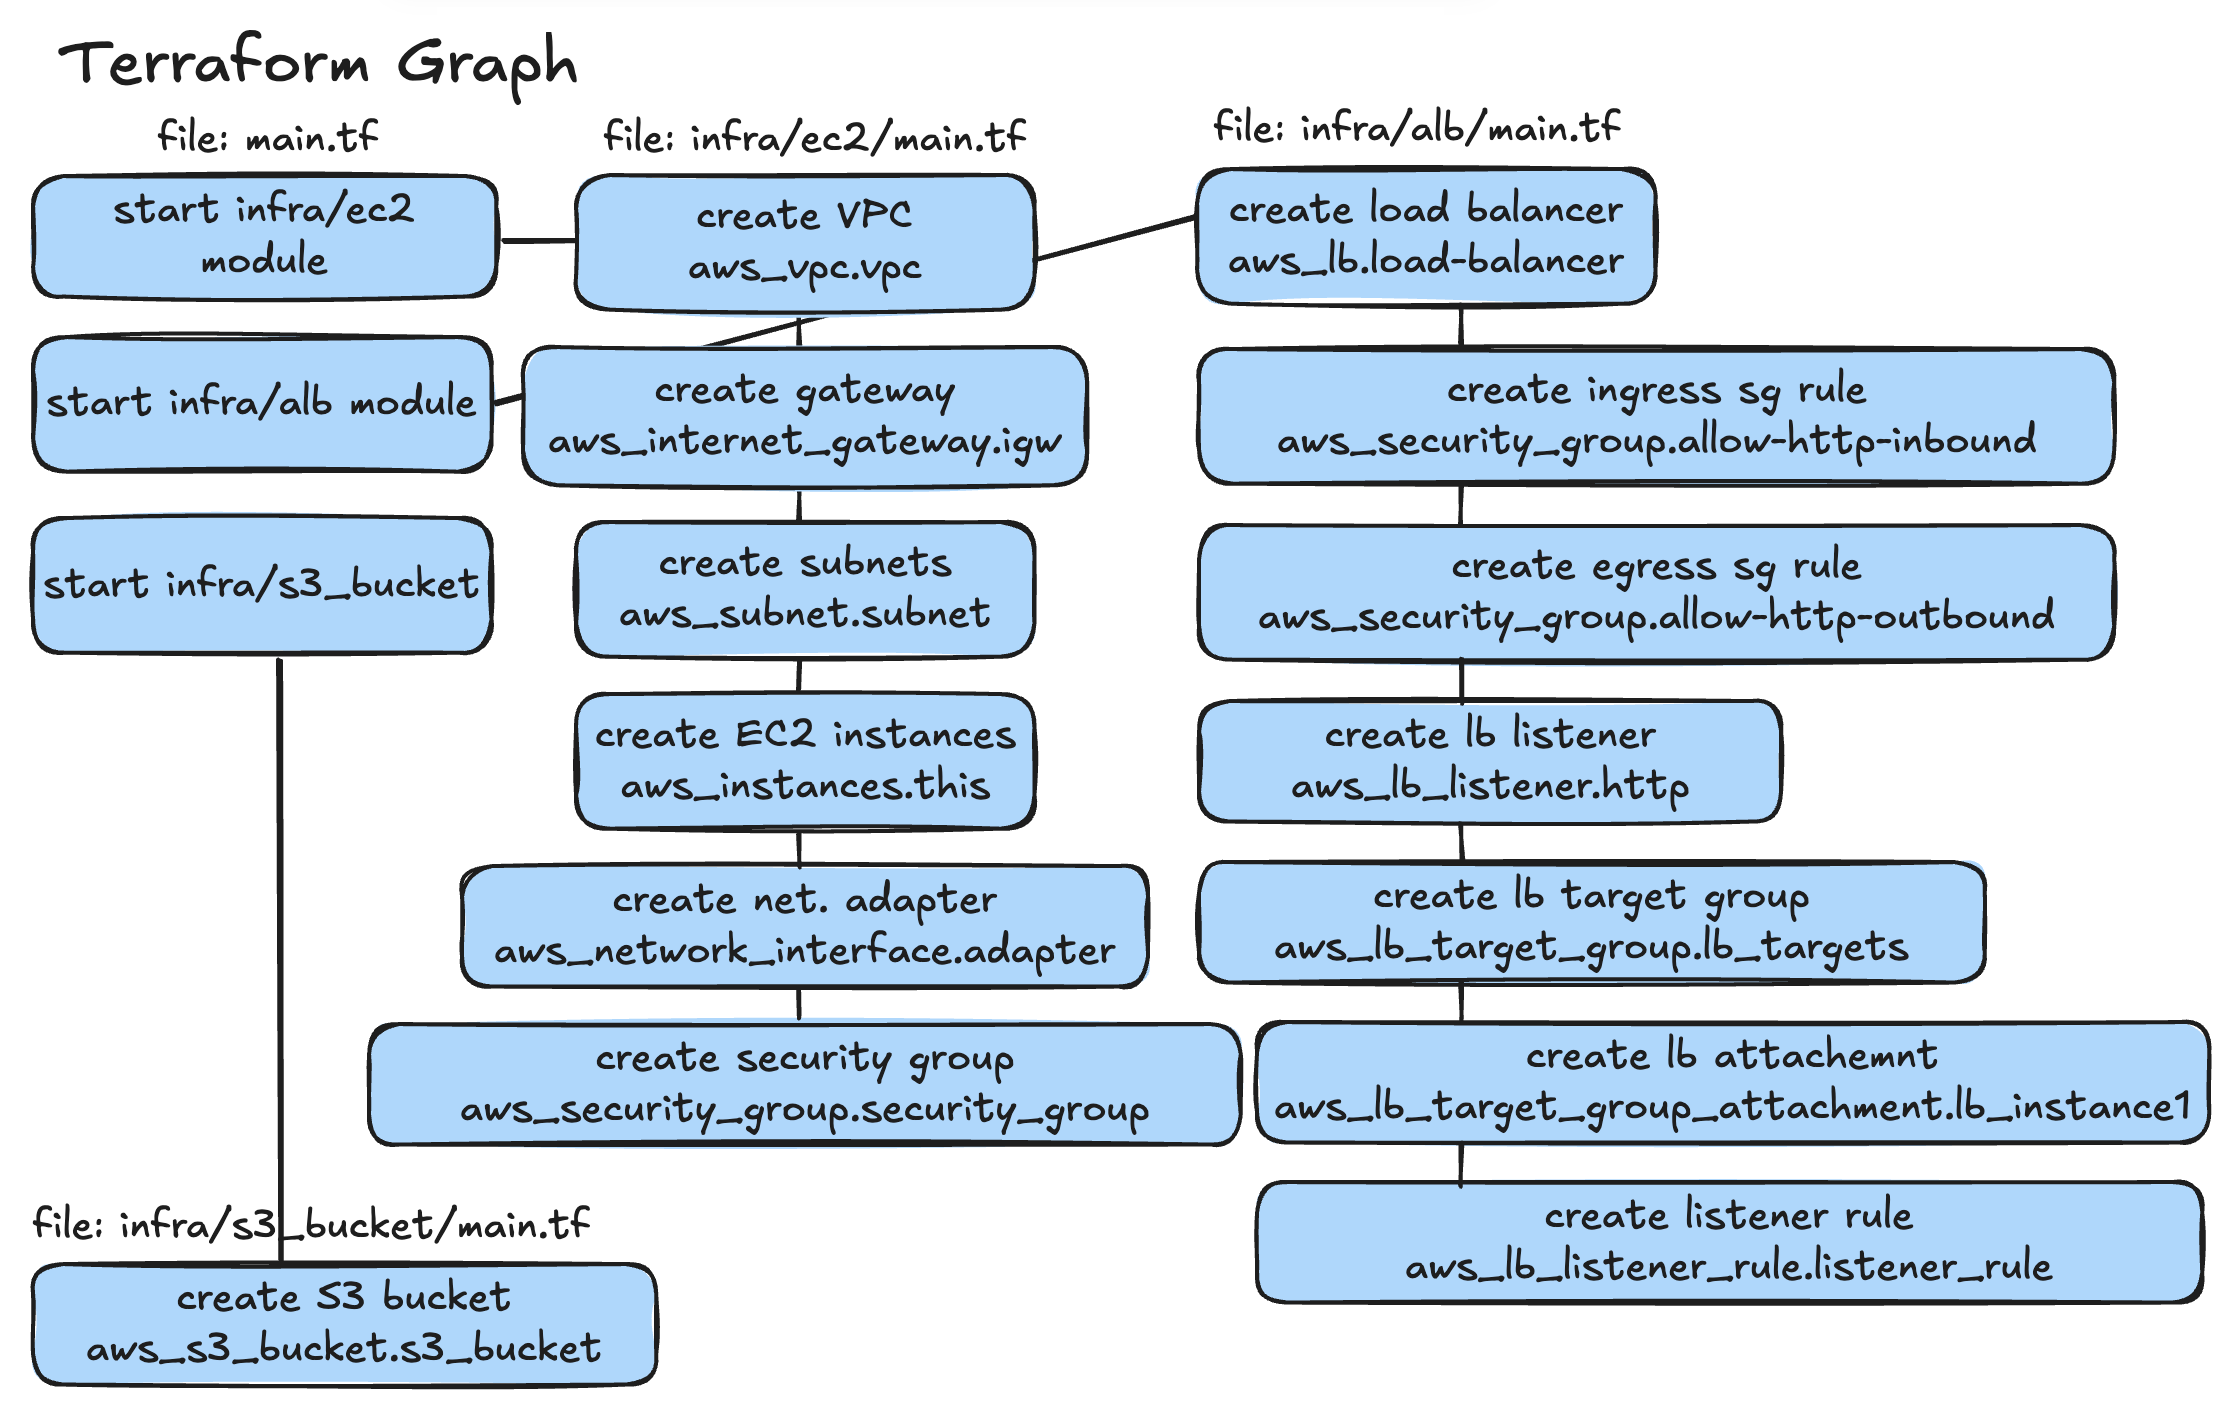 Terraform Graph
file: main.tf
start infra/ec2
module
start infra/alb module
start infra/s3_bucket
file: infra/ec2/main.tf
create VPC
aws_vpc.vpc
create gateway
aws_internet_gateway.igw
create subnets
aws_subnet.subnet
create EC2 instances
aws_instances.this
create net. adapter
aws_network_interface.adapter
create security group
aws_security_group.security_group
file: infra/alb/main.tf
create load balancer
aws_lb.load-balancer
create ingress sg rule
aws_security_group.allow-http-inbound
create egress sg rule
aws_security_group.allow-http-outbound
create lb listener
aws_lb_listener.http
create lb target group
aws_lb_target_group.lb_targets
create lb attachemnt
aws_lb_target_group_attachment.lb_instance1
create listener rule
aws_lb_listener_rule.listener_rule
file: infra/s3_bucket/main.tf
create S3 bucket
aws_s3_bucket.s3_bucket